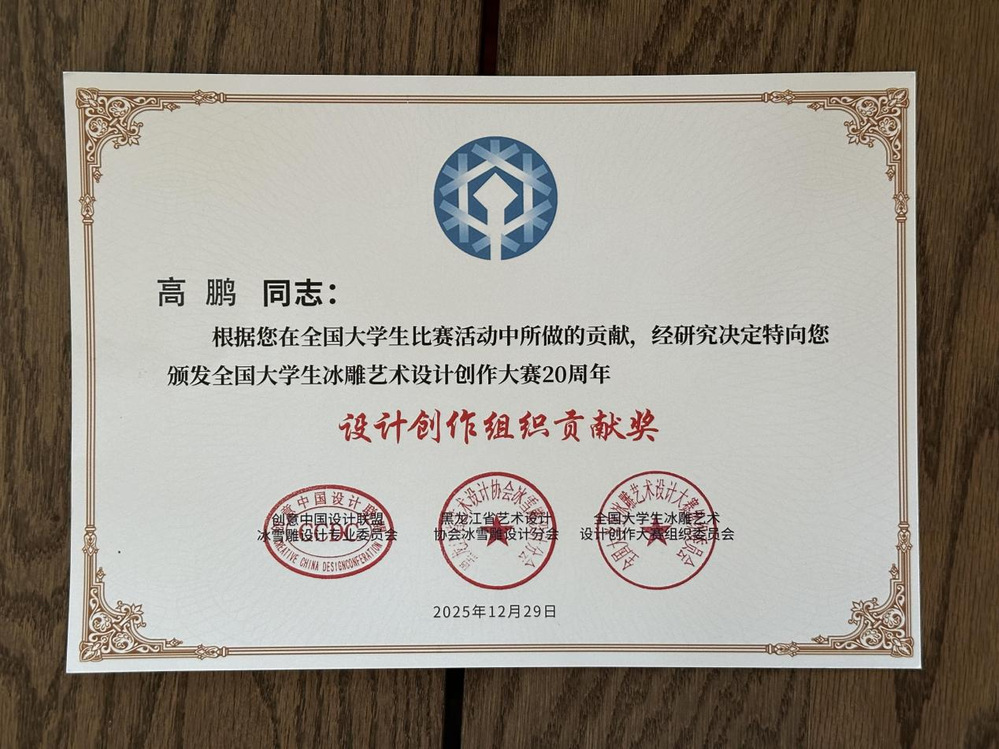 高 鹏 同志：
根据您在全国大学生比赛活动中所做的贡献，经研究决定特向您
颁发全国大学生冰雕艺术设计创作大赛20周年
设计创作组织贡献奖
创意中国设计联盟
冰雪雕设计专业委员会
黑龙江省艺术设计
协会冰雪雕设计分会
全国大学生冰雕艺术
设计创作大赛组织委员会
CREATIVE CHINA DESIGN CONFEBRATION
2025年12月29日